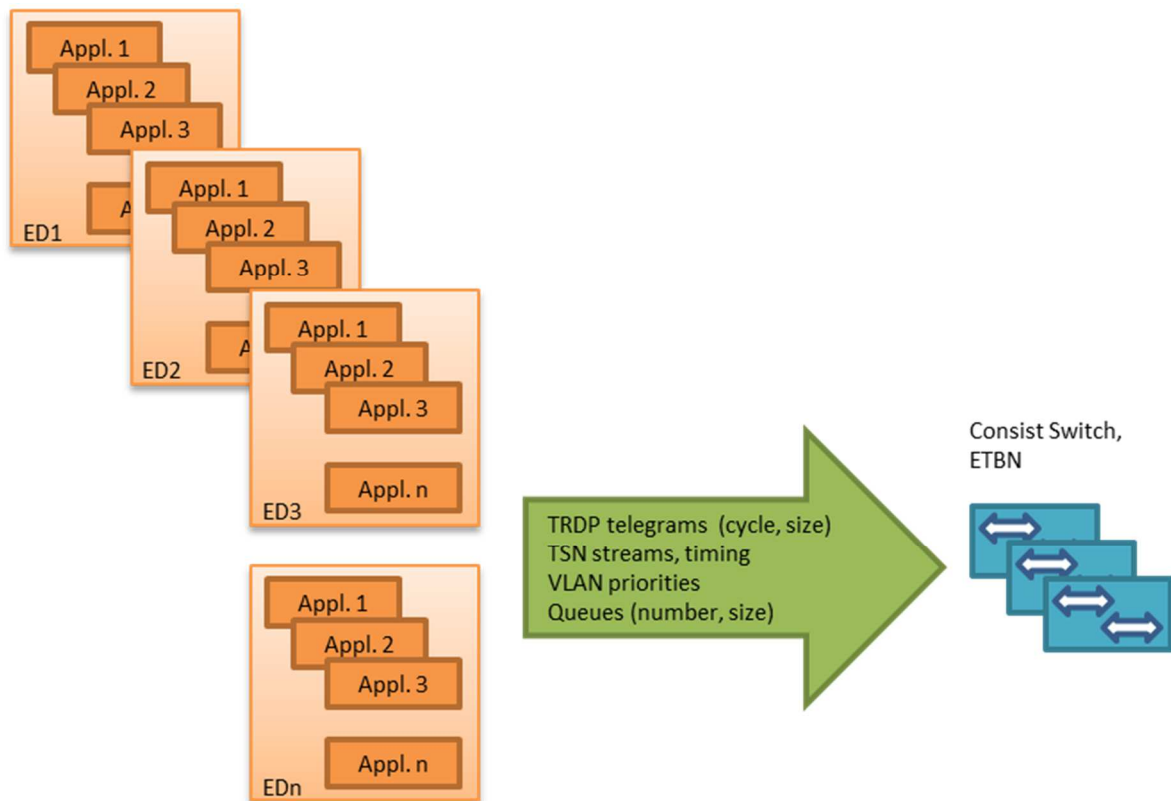 Appl. 1
Appl. 2
Appl. 3
ED1
Appl. 1
Appl. 2
Appl. 3
ED2
Appl. 1
Appl. 2
Appl. 3
Appl. n
ED3
Appl. 1
Appl. 2
Appl. 3
Appl. n
EDn
TRDP telegrams (cycle, size)
TSN streams, timing
VLAN priorities
Queues (number, size)
Consist Switch,
ETBN